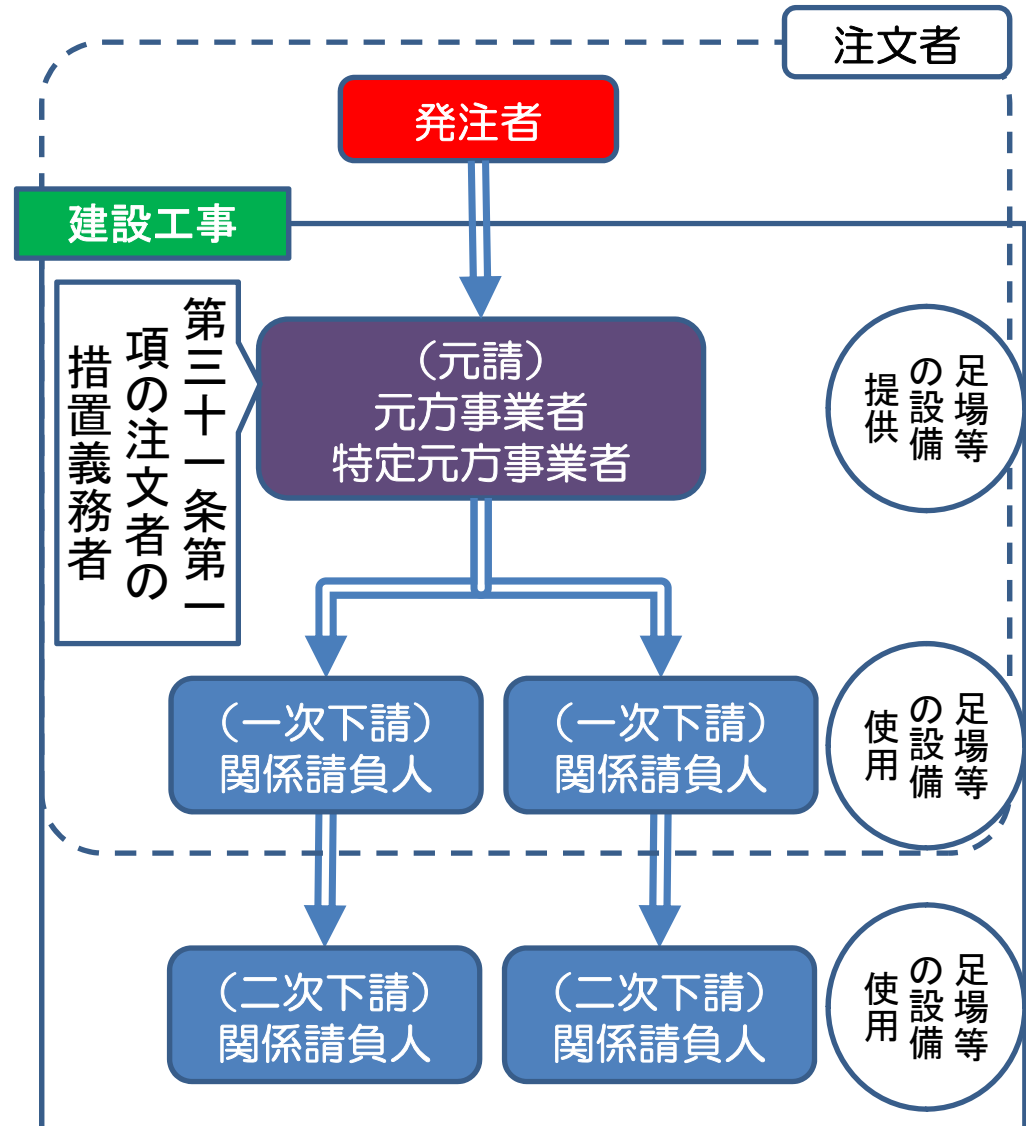 注文者
発注者
建設工事
第三十一条第一
項の注文者の
措置義務者
（元請）
元方事業者
特定元方事業者
足場等
の設備
提供
（一次下請）
関係請負人
（一次下請）
関係請負人
足場等
の設備
使用
（二次下請）
関係請負人
（二次下請）
関係請負人
足場等
の設備
使用